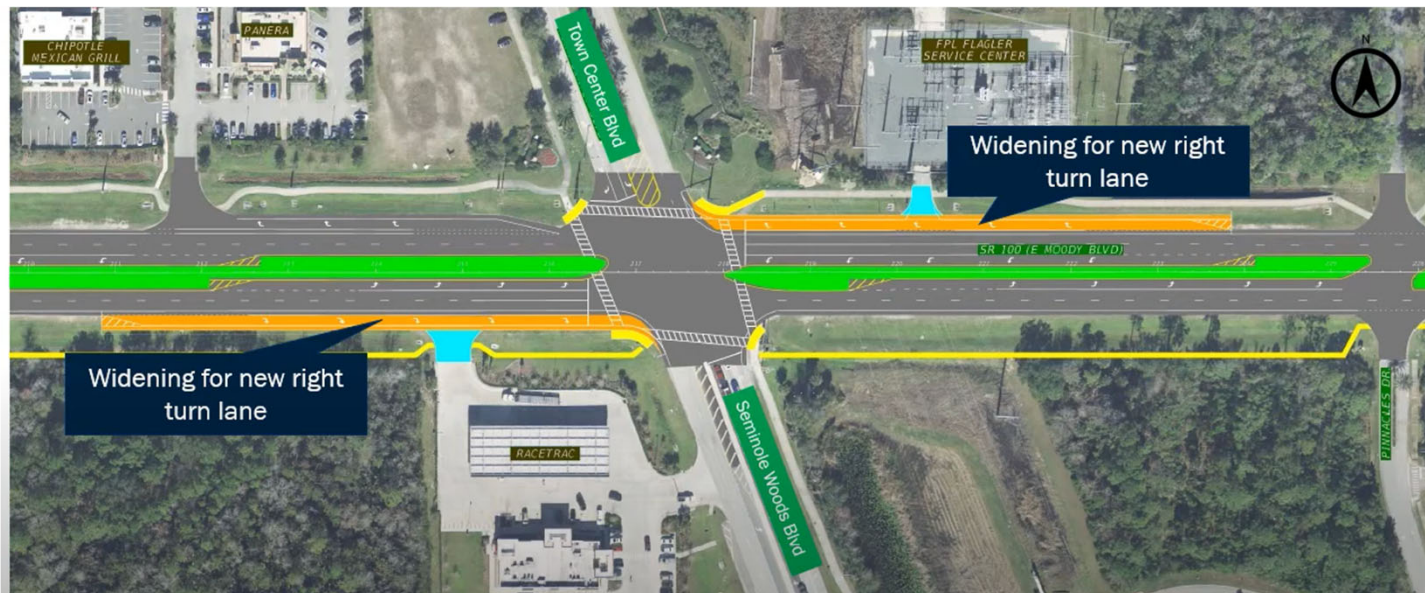 CHIPOTLE
MEXICAN GRILL
PANERA
Town Center Blvd
FPL FLAGLER
SERVICE CENTER
N
Widening for new right
turn lane
SR 100 (E MOODY BLVD)
Widening for new right
turn lane
RACETRAC
Seminole Woods Blvd
PINNACLES DR